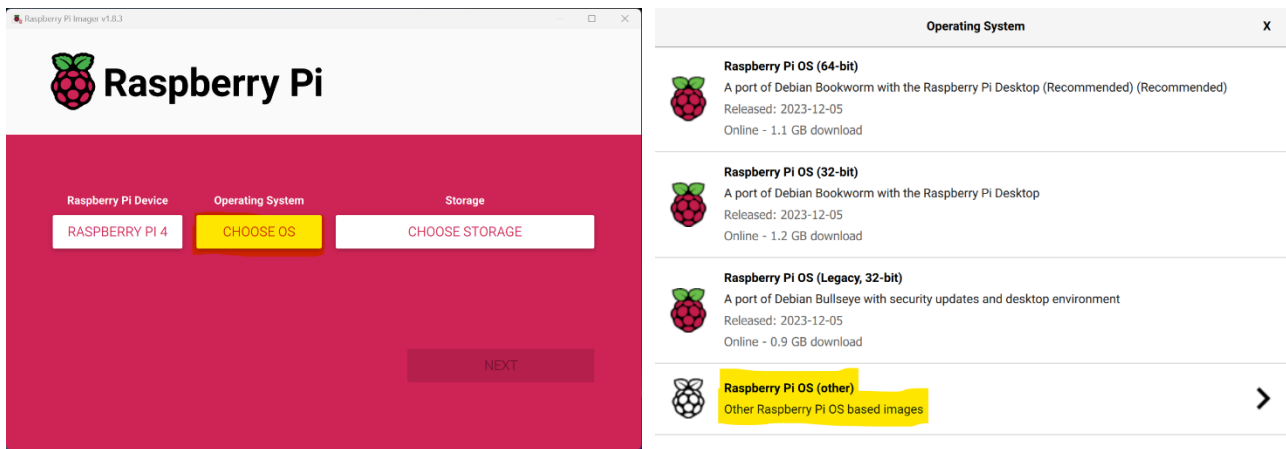 Raspberry Pi Imager v1.8.3
Raspberry Pi
Raspberry Pi Device
Operating System
Storage
RASPBERRY PI 4
CHOOSE OS
CHOOSE STORAGE
NEXT
Operating System
X
Raspberry Pi OS (64-bit)
A port of Debian Bookworm with the Raspberry Pi Desktop (Recommended) (Recommended)
Released: 2023-12-05
Online - 1.1 GB download
Raspberry Pi OS (32-bit)
A port of Debian Bookworm with the Raspberry Pi Desktop
Released: 2023-12-05
Online - 1.2 GB download
Raspberry Pi OS (Legacy, 32-bit)
A port of Debian Bullseye with security updates and desktop environment
Released: 2023-12-05
Online - 0.9 GB download
Raspberry Pi OS (other)
Other Raspberry Pi OS based images